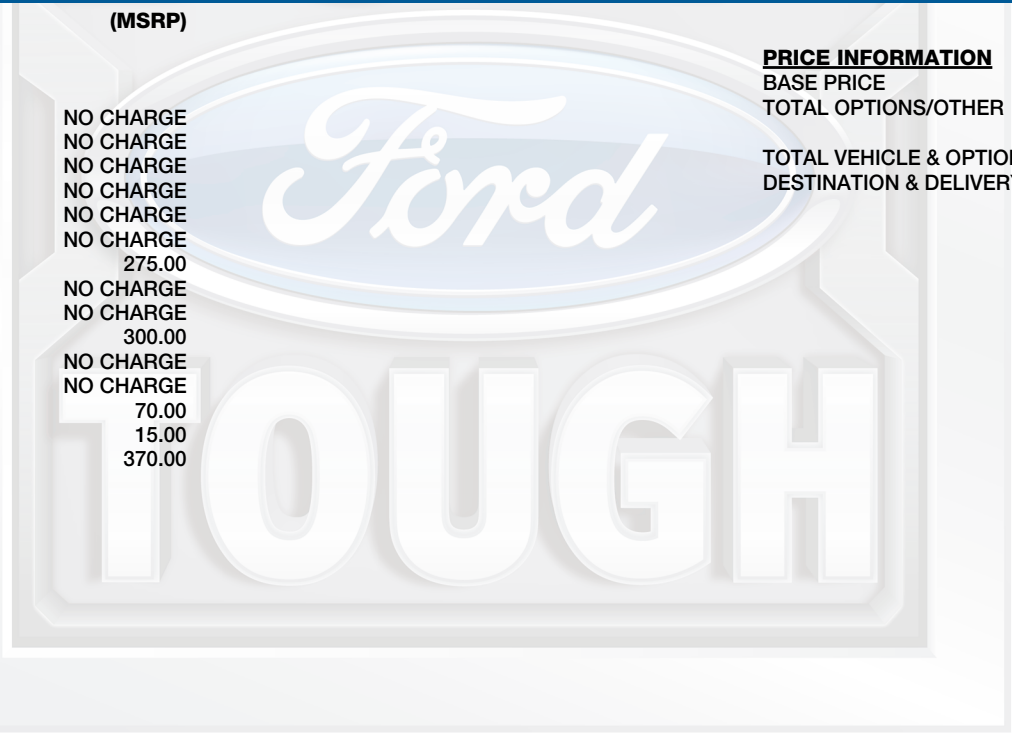 (MSRP)
NO CHARGE
NO CHARGE
NO CHARGE
NO CHARGE
NO CHARGE
NO CHARGE
275.00
NO CHARGE
NO CHARGE
300.00
NO CHARGE
NO CHARGE
70.00
15.00
370.00
PRICE INFORMATION
BASE PRICE
TOTAL OPTIONS/OTHER
TOTAL VEHICLE & OPTION
DESTINATION & DELIVERY
Ford
TOUGH